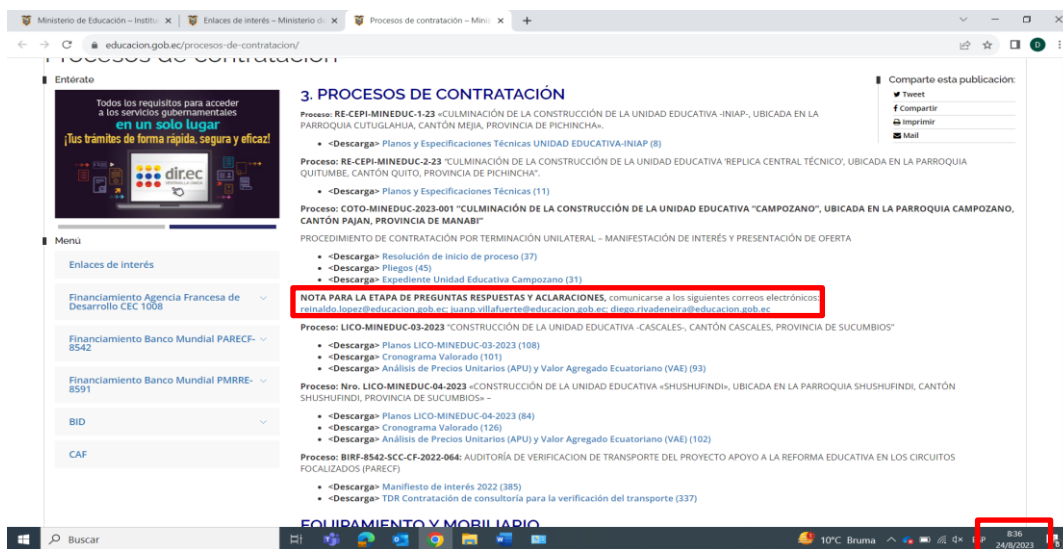 Ministerio de Educación – Institu
Enlaces de interés – Ministerio d
Procesos de contratación – Minis
educacion.gob.ec/procesos-de-contratacion/
Procesos de contratación
Entérate
Todos los requisitos para acceder
a los servicios gubernamentales
en un solo lugar
¡Tus trámites de forma rápida, segura y eficaz!
dir.ec
Menú
Enlaces de interés
Financiamiento Agencia Francesa de
Desarrollo CEC 1008
Financiamiento Banco Mundial PARECF-
8542
Financiamiento Banco Mundial PMRRE-
8591
BID
CAF
3. PROCESOS DE CONTRATACIÓN
Proceso: RE-CEPI-MINEDUC-1-23 «CULMINACIÓN DE LA CONSTRUCCIÓN DE LA UNIDAD EDUCATIVA -INIAP-, UBICADA EN LA
PARROQUIA CUTUGLAHUA, CANTÓN MEJIA, PROVINCIA DE PICHINCHA».
• <Descarga> Planos y Especificaciones Técnicas UNIDAD EDUCATIVA-INIAP (8)
Proceso: RE-CEPI-MINEDUC-2-23 "CULMINACIÓN DE LA CONSTRUCCIÓN DE LA UNIDAD EDUCATIVA 'REPLICA CENTRAL TÉCNICO', UBICADA EN LA PARROQUIA
QUITUMBE, CANTÓN QUITO, PROVINCIA DE PICHINCHA".
• <Descarga> Planos y Especificaciones Técnicas (11)
Proceso: COTO-MINEDUC-2023-001 "CULMINACIÓN DE LA CONSTRUCCIÓN DE LA UNIDAD EDUCATIVA "CAMPOZANO", UBICADA EN LA PARROQUIA CAMPOZANO,
CANTÓN PAJAN, PROVINCIA DE MANABI"
PROCEDIMIENTO DE CONTRATACIÓN POR TERMINACIÓN UNILATERAL – MANIFESTACIÓN DE INTERÉS Y PRESENTACIÓN DE OFERTA
• <Descarga> Resolución de inicio de proceso (37)
• <Descarga> Pliegos (45)
• <Descarga> Expediente Unidad Educativa Campozano (31)
NOTA PARA LA ETAPA DE PREGUNTAS RESPUESTAS Y ACLARACIONES, comunicarse a los siguientes correos electrónicos:
reinaldo.lopez@educacion.gob.ec; juanp.villafuerte@educacion.gob.ec; diego.rivadeneira@educacion.gob.ec
Proceso: LICO-MINEDUC-03-2023 "CONSTRUCCIÓN DE LA UNIDAD EDUCATIVA -CASCALES-, CANTÓN CASCALES, PROVINCIA DE SUCUMBIOS"
• <Descarga> Planos LICO-MINEDUC-03-2023 (108)
• <Descarga> Cronograma Valorado (101)
• <Descarga> Análisis de Precios Unitarios (APU) y Valor Agregado Ecuatoriano (VAE) (93)
Proceso: Nro. LICO-MINEDUC-04-2023 «CONSTRUCCIÓN DE LA UNIDAD EDUCATIVA «SHUSHUFINDI», UBICADA EN LA PARROQUIA SHUSHUFINDI, CANTÓN
SHUSHUFINDI, PROVINCIA DE SUCUMBIOS» –
• <Descarga> Planos LICO-MINEDUC-04-2023 (84)
• <Descarga> Cronograma Valorado (126)
• <Descarga> Análisis de Precios Unitarios (APU) y Valor Agregado Ecuatoriano (VAE) (102)
Proceso: BIRF-8542-SCC-CF-2022-064: AUDITORÍA DE VERIFICACION DE TRANSPORTE DEL PROYECTO APOYO A LA REFORMA EDUCATIVA EN LOS CIRCUITOS
FOCALIZADOS (PARECF)
• <Descarga> Manifiesto de interés 2022 (385)
• <Descarga> TDR Contratación de consultoría para la verificación del transporte (337)
EQUIPAMIENTO Y MOBILIARIO
Comparte esta publicación:
Tweet
Compartir
Imprimir
Mail
Buscar
10°C Bruma
8:36
24/8/2023